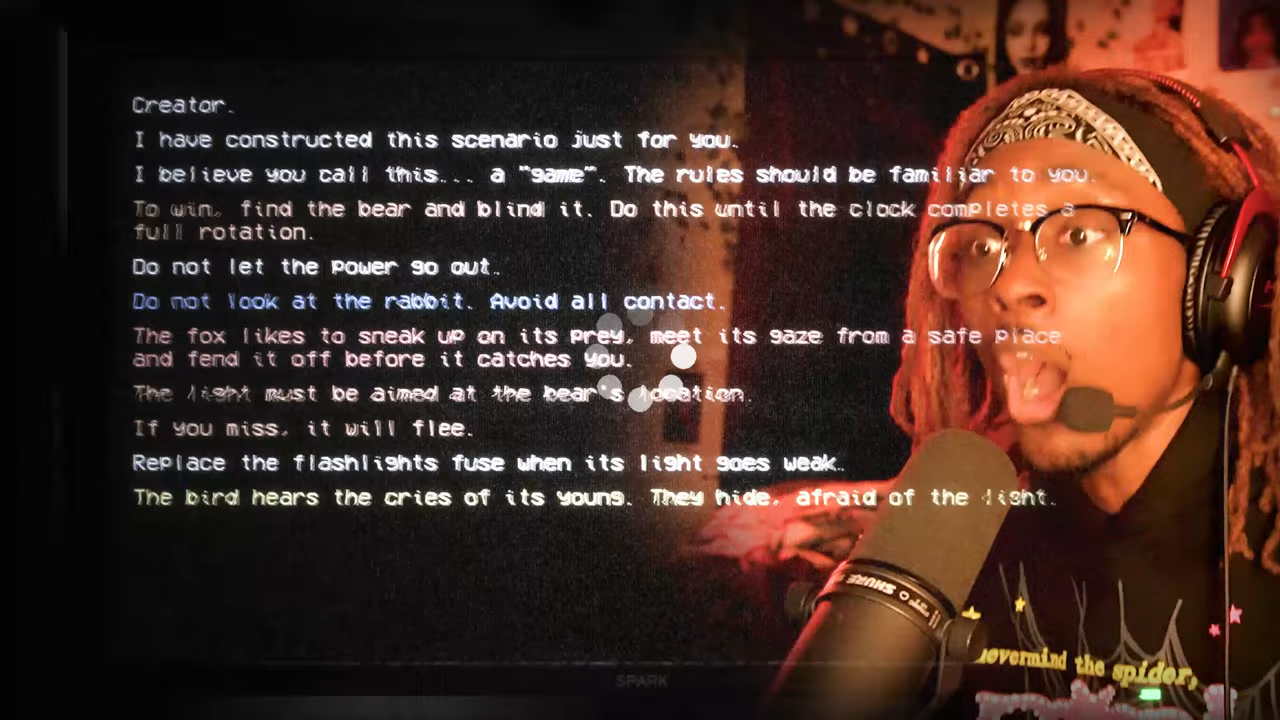 Creator.
I have constructed this scenario just for you.
I believe you call this... a "game". The rules should be familiar to you.
To win, find the bear and blind it. Do this until the clock completes a
full rotation.
Do not let the power go out.
Do not look at the rabbit. Avoid all contact.
The fox likes to sneak up on its prey, meet its gaze from a safe place
and fend it off before it catches you.
The light must be aimed at the bear's location.
If you miss, it will flee.
Replace the flashlights fuse when its light goes weak.
The bird hears the cries of its young. They hide, afraid of the light.
SHURE
nevermind the spider,
SPARK